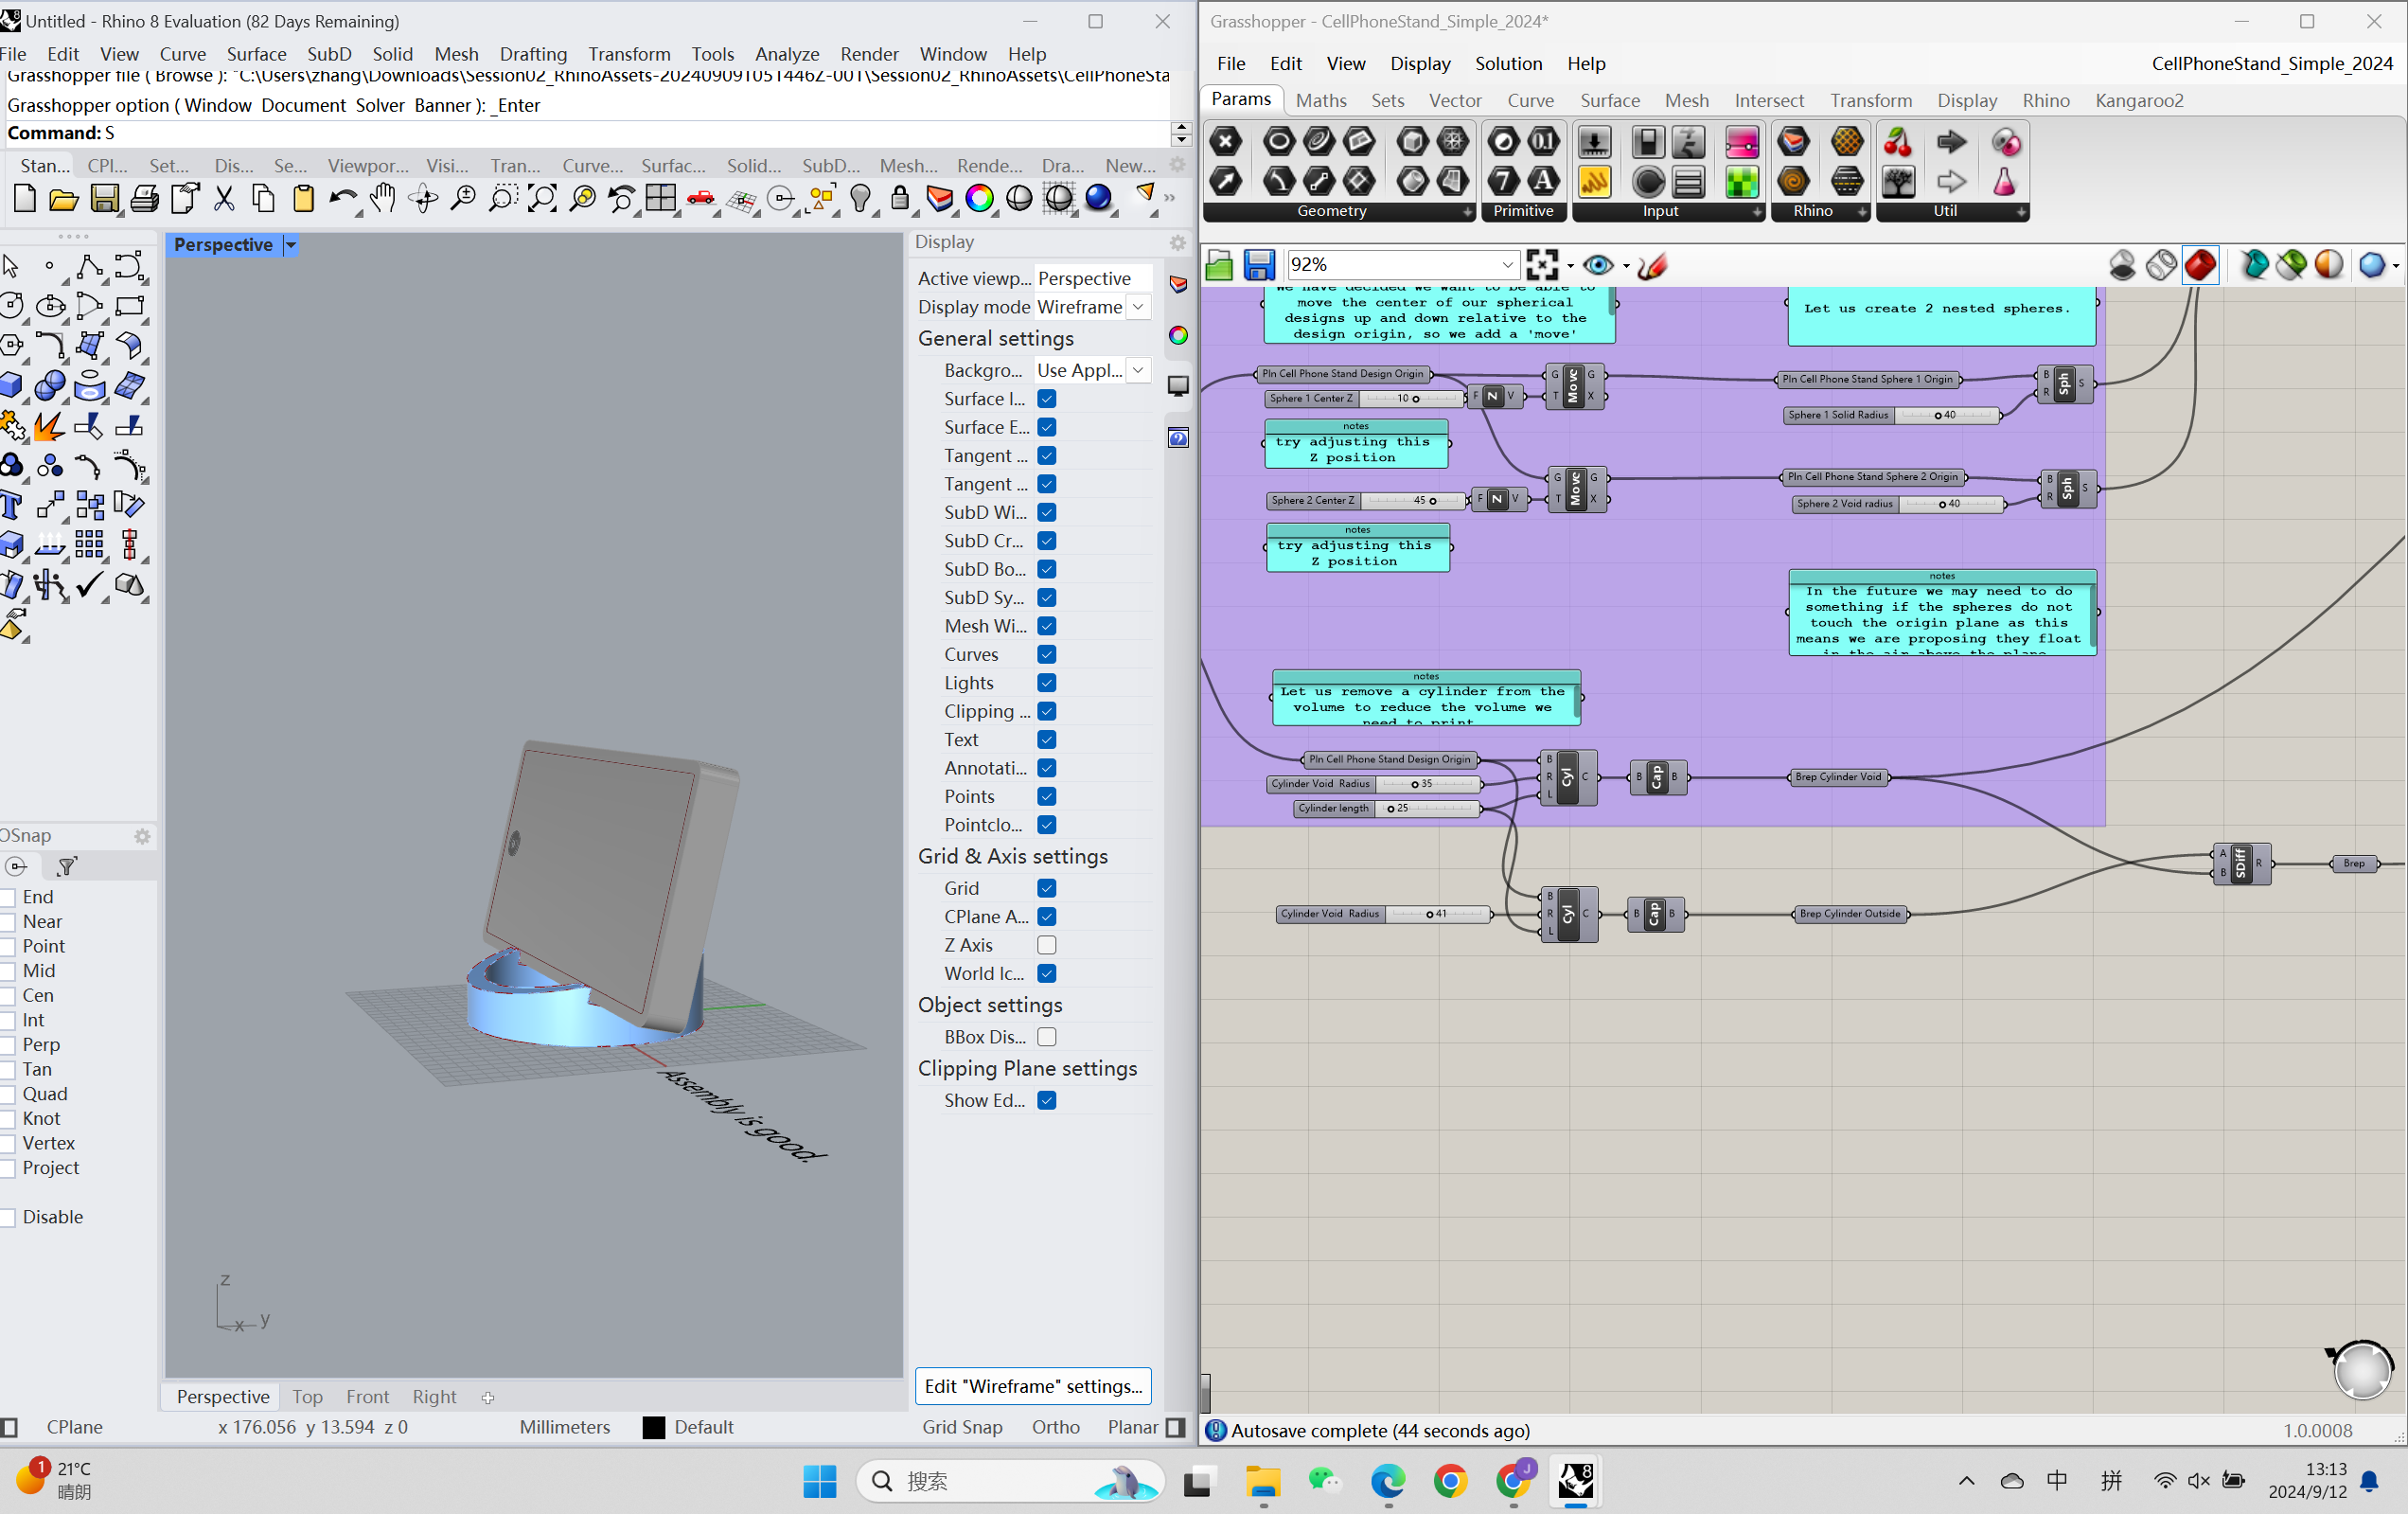 Untitled - Rhino 8 Evaluation (82 Days Remaining)
File Edit View Curve Surface SubD Solid Mesh Drafting Transform Tools Analyze Render Window Help
Grasshopper file ( Browse ): "C:\Users\zhang\Downloads\Session02_RhinoAssets-20240909T051446Z-001\Session02_RhinoAssets\CellPhoneSta
Grasshopper option ( Window Document Solver Banner ): _Enter
Command: S
Stan... CPl... Set... Dis... Se... Viewpor... Visi... Tran... Curve... Surfac... Solid... SubD... Mesh... Rende... Dra... New...
Perspective
Assembly is good.
z
x y
Perspective Top Front Right
OSnap
End
Near
Point
Mid
Cen
Int
Perp
Tan
Quad
Knot
Vertex
Project
Disable
Display
Active viewp... Perspective
Display mode Wireframe
General settings
Backgro... Use Appl...
Surface I...
Surface E...
Tangent ...
Tangent ...
SubD Wi...
SubD Cr...
SubD Bo...
SubD Sy...
Mesh Wi...
Curves
Lights
Clipping ...
Text
Annotati...
Points
Pointclo...
Grid & Axis settings
Grid
CPlane A...
Z Axis
World Ic...
Object settings
BBox Dis...
Clipping Plane settings
Show Ed...
Edit "Wireframe" settings...
CPlane x 176.056 y 13.594 z 0 Millimeters Default Grid Snap Ortho Planar
Grasshopper - CellPhoneStand_Simple_2024*
File Edit View Display Solution Help CellPhoneStand_Simple_2024
Params Maths Sets Vector Curve Surface Mesh Intersect Transform Display Rhino Kangaroo2
Geometry Primitive Input Rhino Util
92%
We have decided we want to be able to
move the center of our spherical
designs up and down relative to the
design origin, so we add a 'move'
Let us create 2 nested spheres.
Pln Cell Phone Stand Design Origin
Sphere 1 Center Z 10
F Z V
G T Move G X
Pln Cell Phone Stand Sphere 1 Origin
Sphere 1 Solid Radius 40
B R Sph S
notes
try adjusting this
Z position
Sphere 2 Center Z 45
F Z V
G T Move G X
Pln Cell Phone Stand Sphere 2 Origin
Sphere 2 Void radius 40
B R Sph S
notes
try adjusting this
Z position
notes
In the future we may need to do
something if the spheres do not
touch the origin plane as this
means we are proposing they float
in the air above the plane
notes
Let us remove a cylinder from the
volume to reduce the volume we
need to print
Pln Cell Phone Stand Design Origin
Cylinder Void Radius 35
Cylinder length 25
B R L Cyl C
B Cap B
Brep Cylinder Void
Cylinder Void Radius 41
B R L Cyl C
B Cap B
Brep Cylinder Outside
A B SDiff R
Brep
Autosave complete (44 seconds ago) 1.0.0008
1
21°C
晴朗
搜索
J
8
中 拼
13:13
2024/9/12